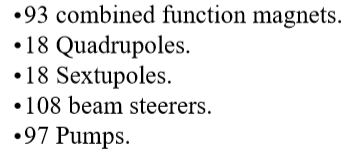 •93 combined function magnets.
•18 Quadrupoles.
•18 Sextupoles.
•108 beam steerers.
•97 Pumps.